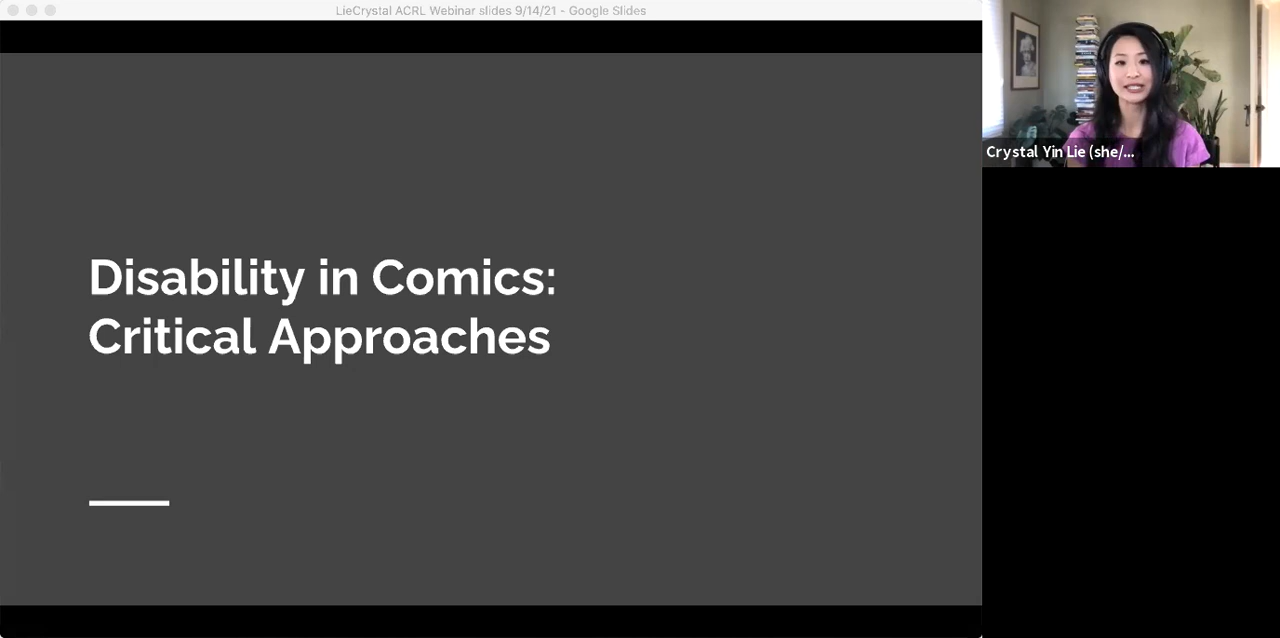 LieCrystal ACRL Webinar slides 9/14/21 - Google Slides
Disability in Comics:
Critical Approaches
Crystal Yin Lie (she/...